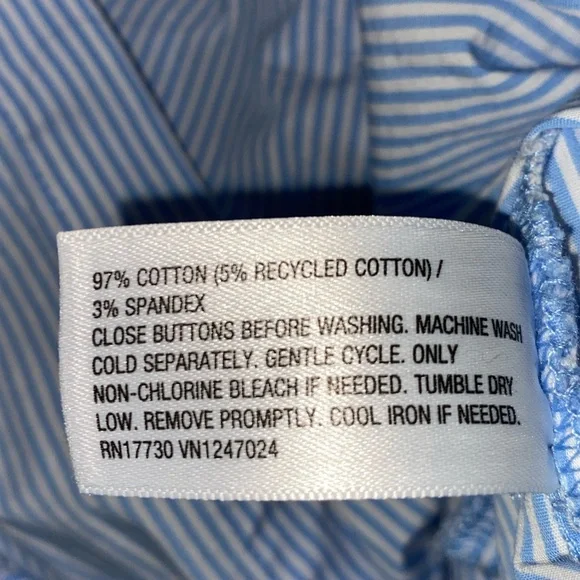 97% COTTON (5% RECYCLED COTTON) /
3% SPANDEX
CLOSE BUTTONS BEFORE WASHING. MACHINE WASH
COLD SEPARATELY. GENTLE CYCLE. ONLY
NON-CHLORINE BLEACH IF NEEDED. TUMBLE DRY
LOW. REMOVE PROMPTLY. COOL IRON IF NEEDED.
RN17730 VN1247024